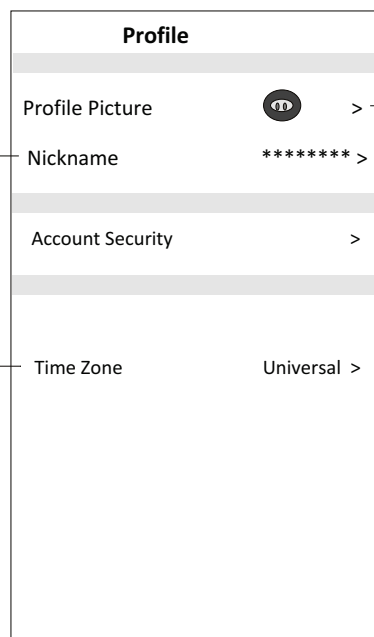 Profile
Profile Picture >
Nickname ******** >
Account Security >
Time Zone Universal >